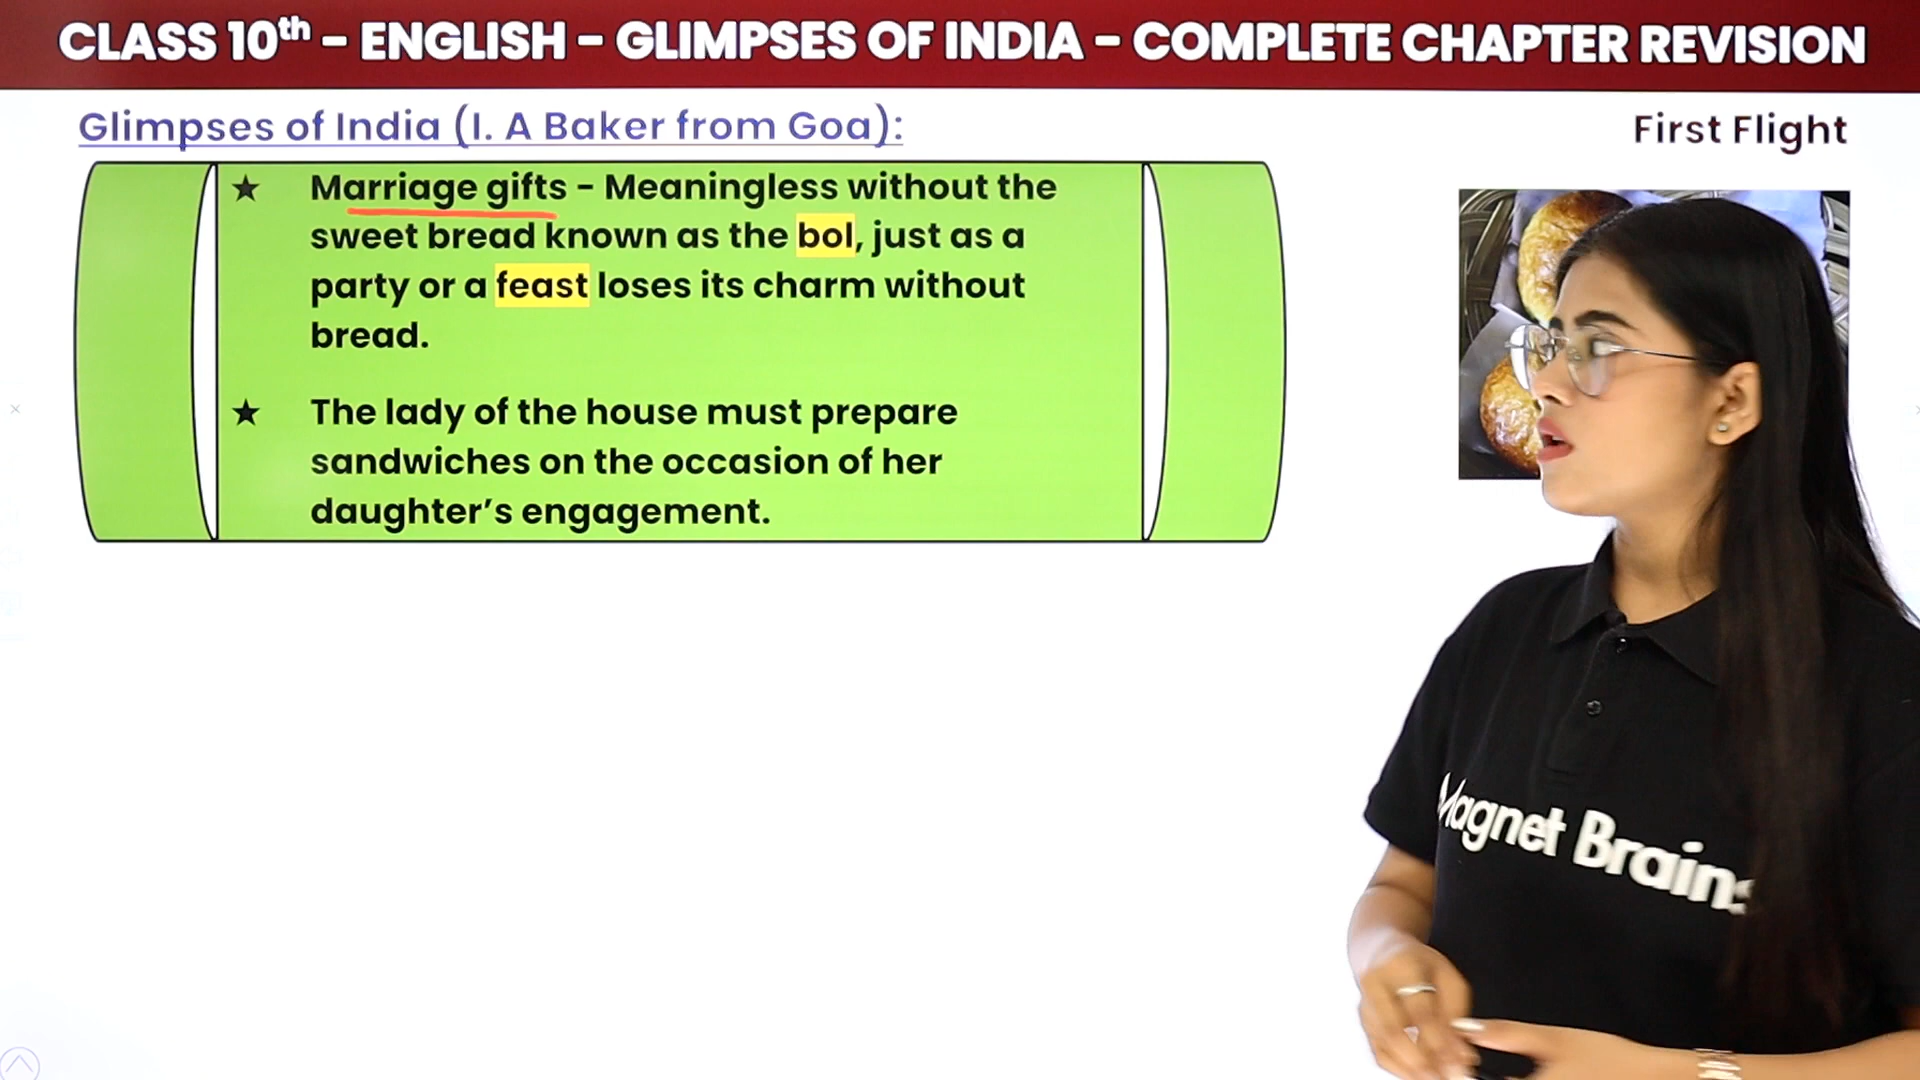 CLASS 10th - ENGLISH - GLIMPSES OF INDIA - COMPLETE CHAPTER REVISION
Glimpses of India (I. A Baker from Goa):
First Flight
★ Marriage gifts - Meaningless without the
sweet bread known as the bol, just as a
party or a feast loses its charm without
bread.
★ The lady of the house must prepare
sandwiches on the occasion of her
daughter's engagement.
Magnet Brains